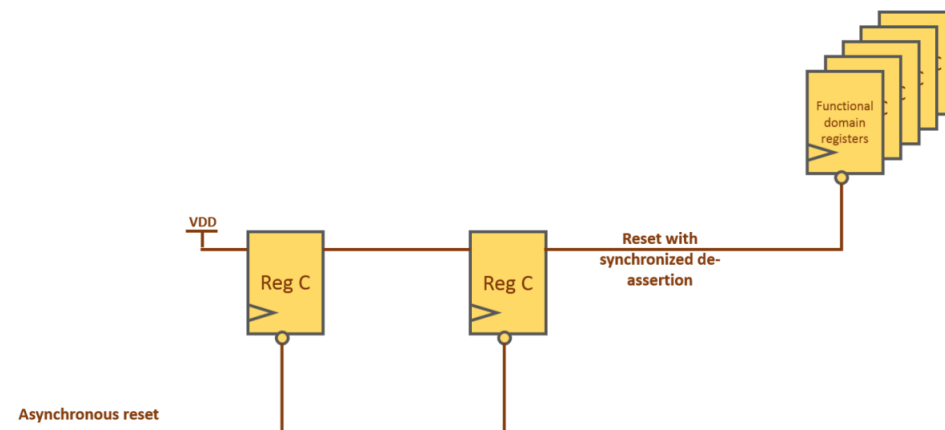 Functional
domain
registers
C
C
C
C
VDD
Reg C
Reg C
Reset with
synchronized de-
assertion
Asynchronous reset